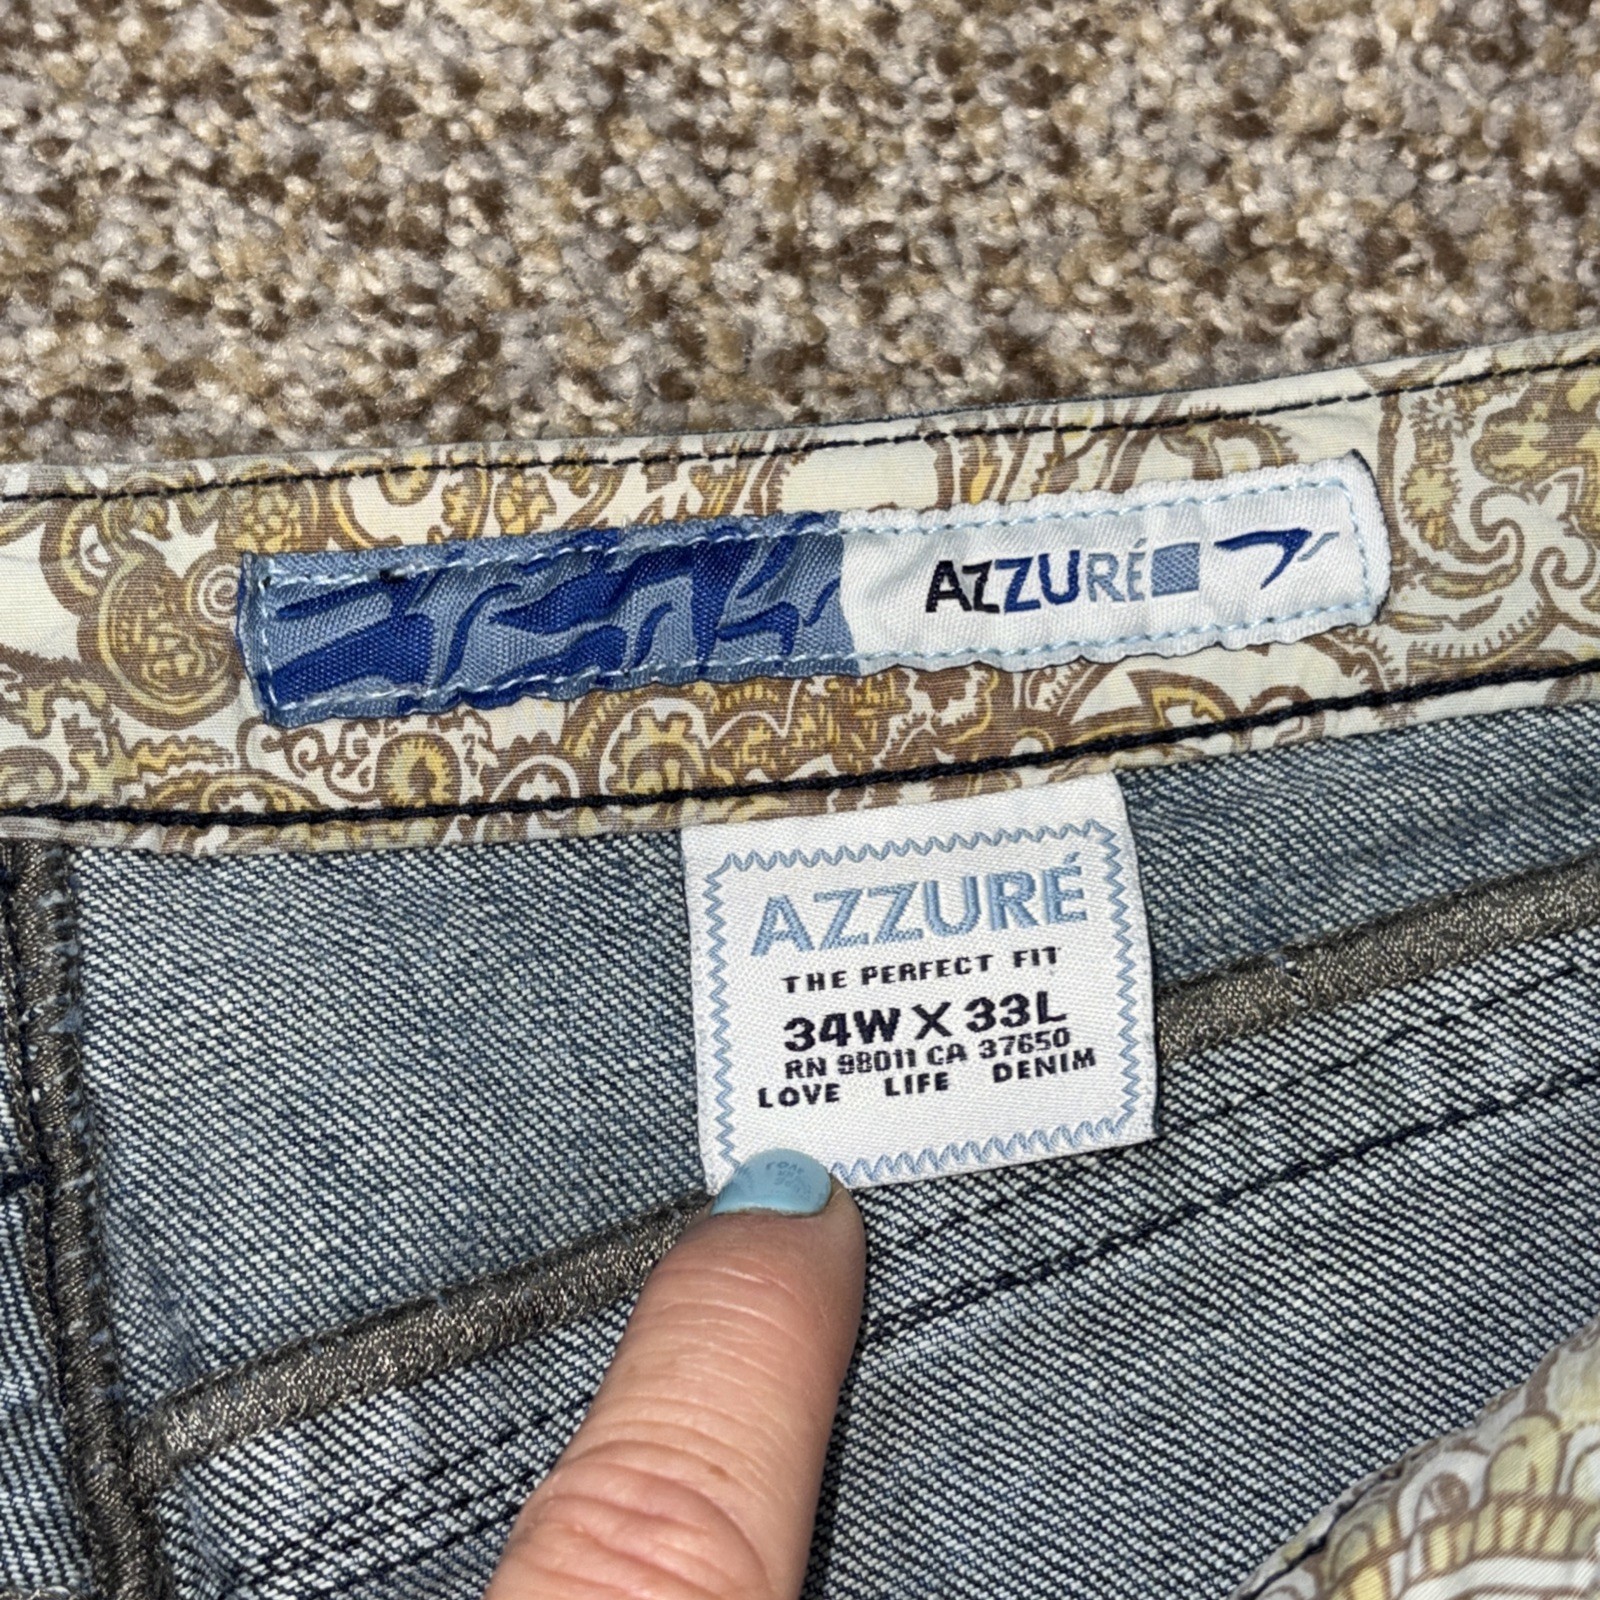 AZZURÉ
AZZURÉ
THE PERFECT FIT
34W X 33L
RN 98011 CA 37650
LOVE LIFE DENIM